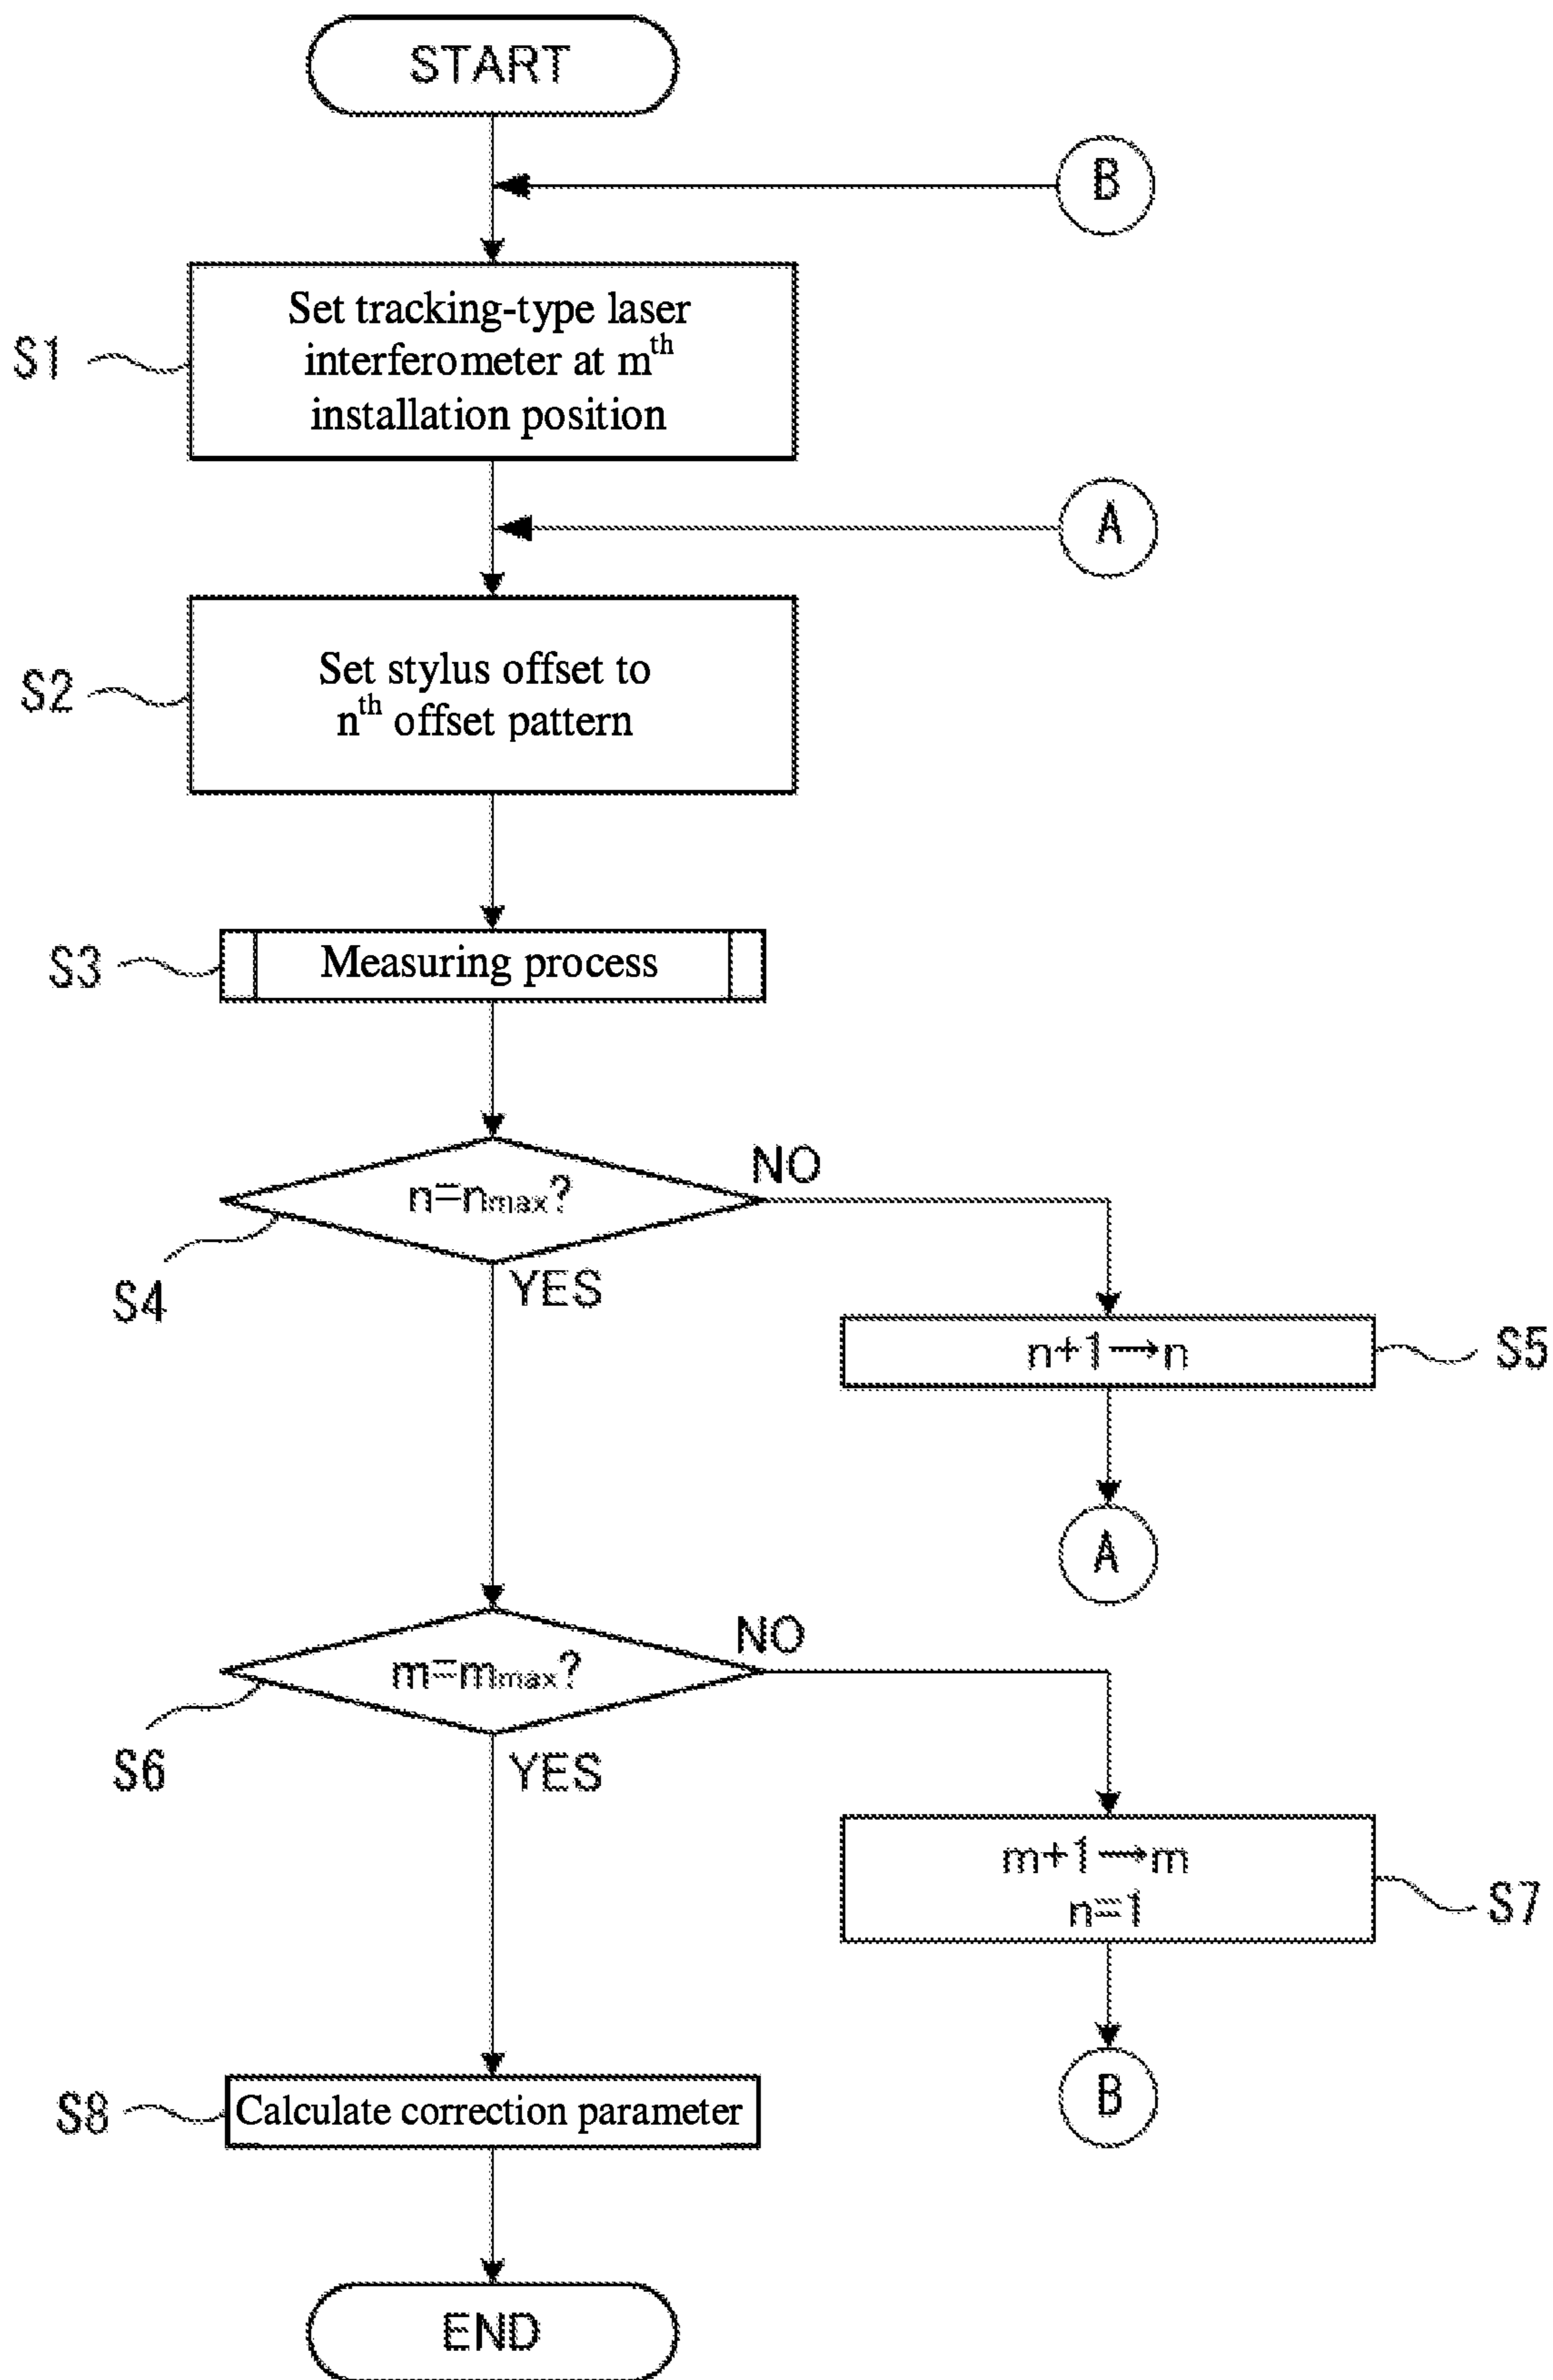 START
B
S1
Set tracking-type laser
interferometer at mth
installation position
A
S2
Set stylus offset to
nth offset pattern
S3
Measuring process
n=nmax?
NO
S4
YES
n+1→n
S5
A
m=mmax?
NO
S6
YES
m+1→m
n=1
S7
B
S8
Calculate correction parameter
END